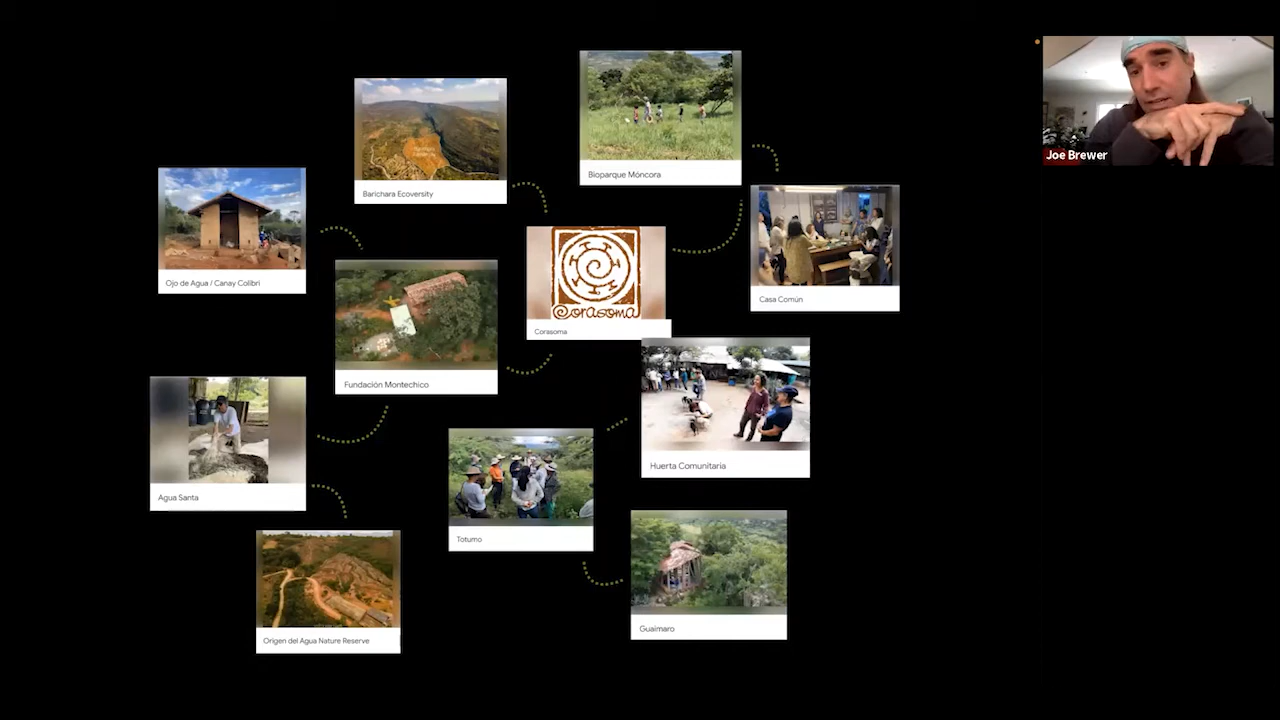 Joe Brewer
Barichara Ecoversity
Bioparque Móncora
Ojo de Agua / Canay Colibri
Corasoma
Corasoma
Casa Común
Fundación Montechico
Huerta Comunitaria
Agua Santa
Totumo
Guaimaro
Origen del Agua Nature Reserve